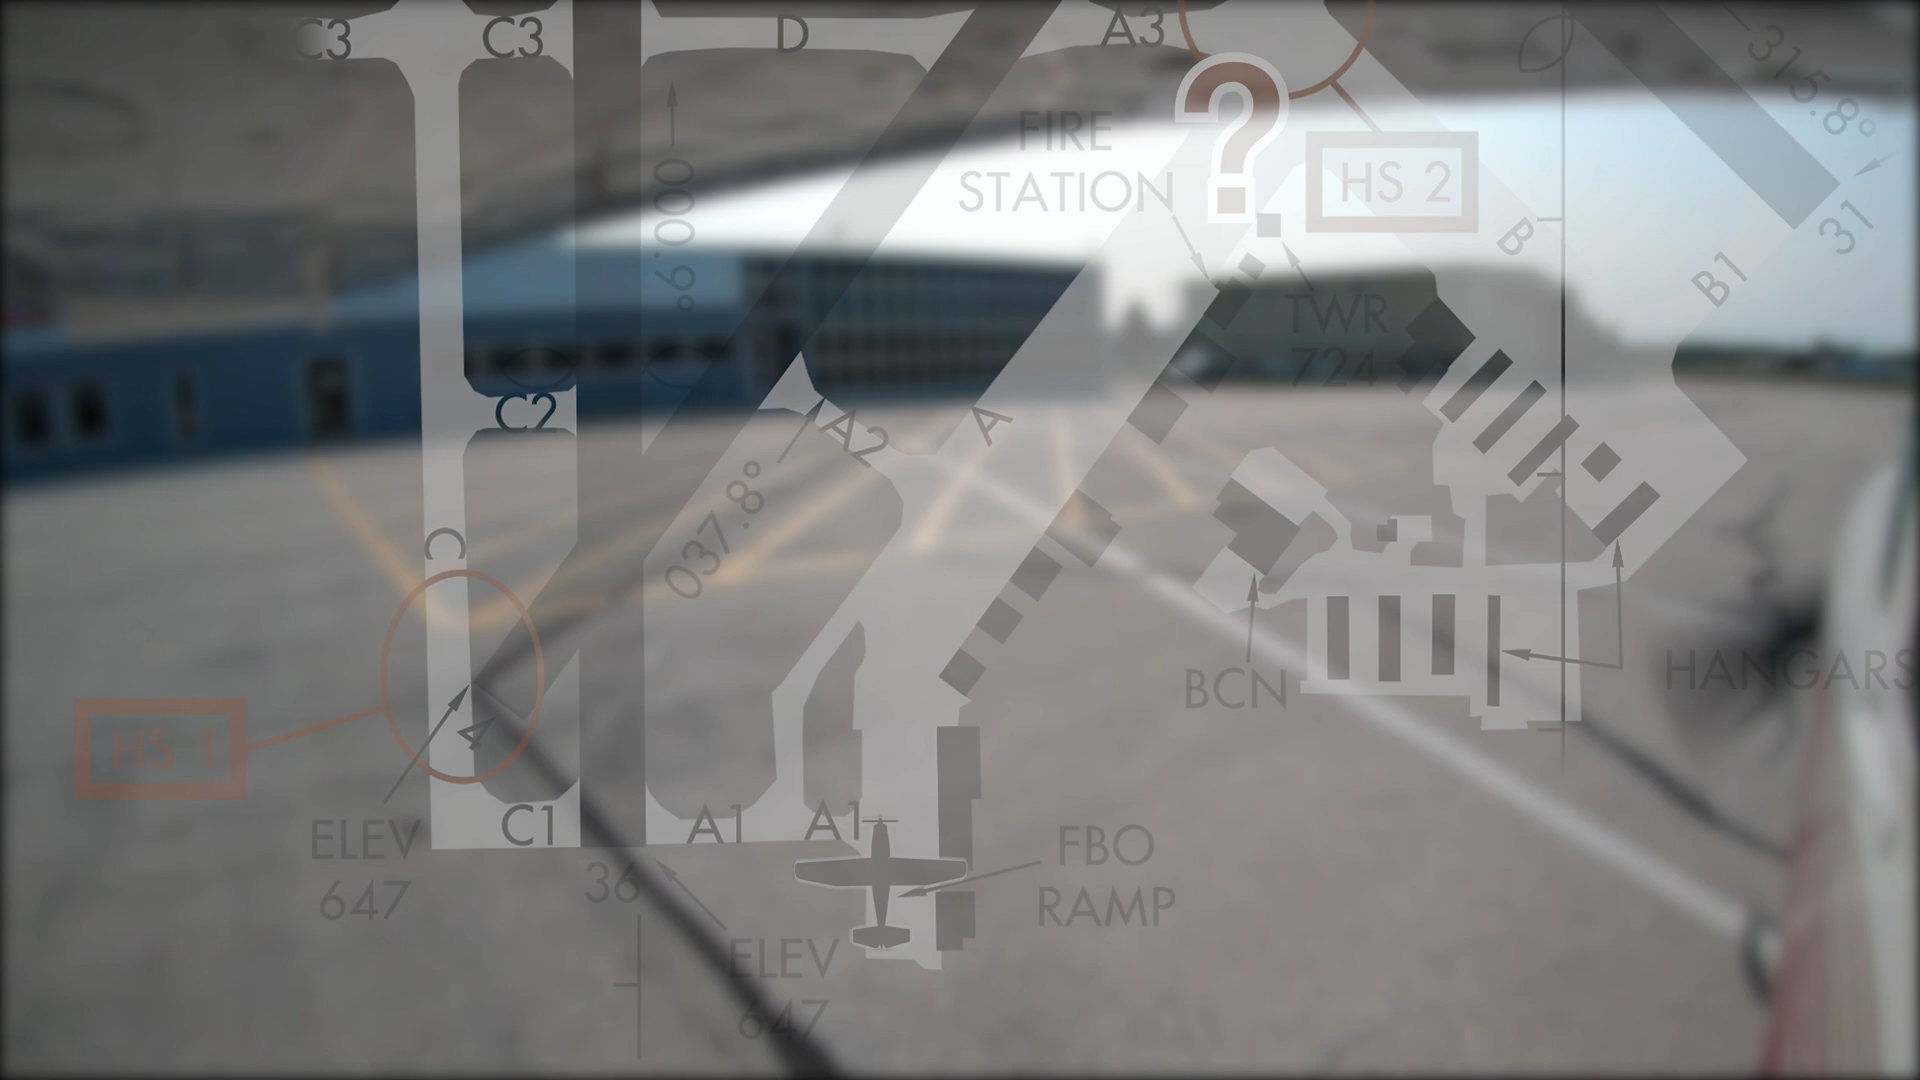 C3
C3
D
A3
315.8°
?
FIRE
STATION
HS 2
000.9°
B
31
B1
TWR
724
C2
A2
A
037.8°
C
HS 1
A
BCN
HANGARS
ELEV
647
C1
A1
A1
36
FBO
RAMP
ELEV
647